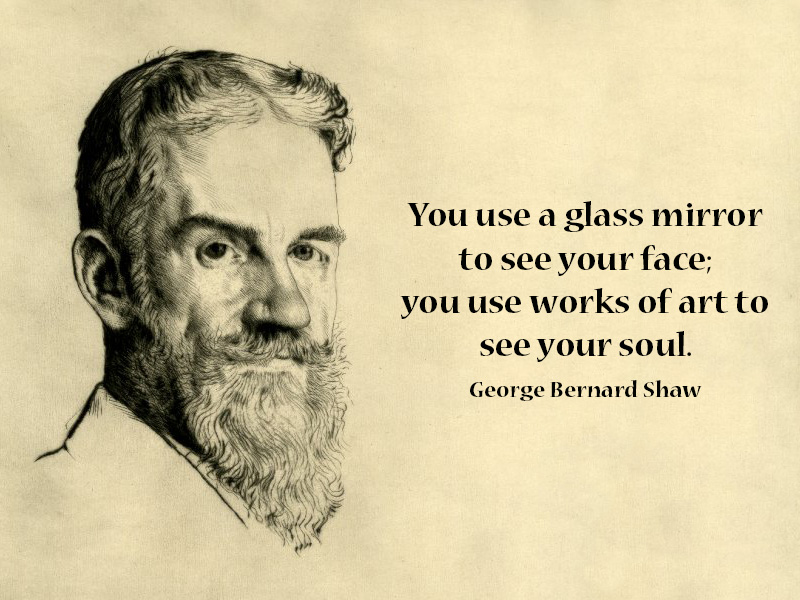 You use a glass mirror
to see your face;
you use works of art to
see your soul.
George Bernard Shaw